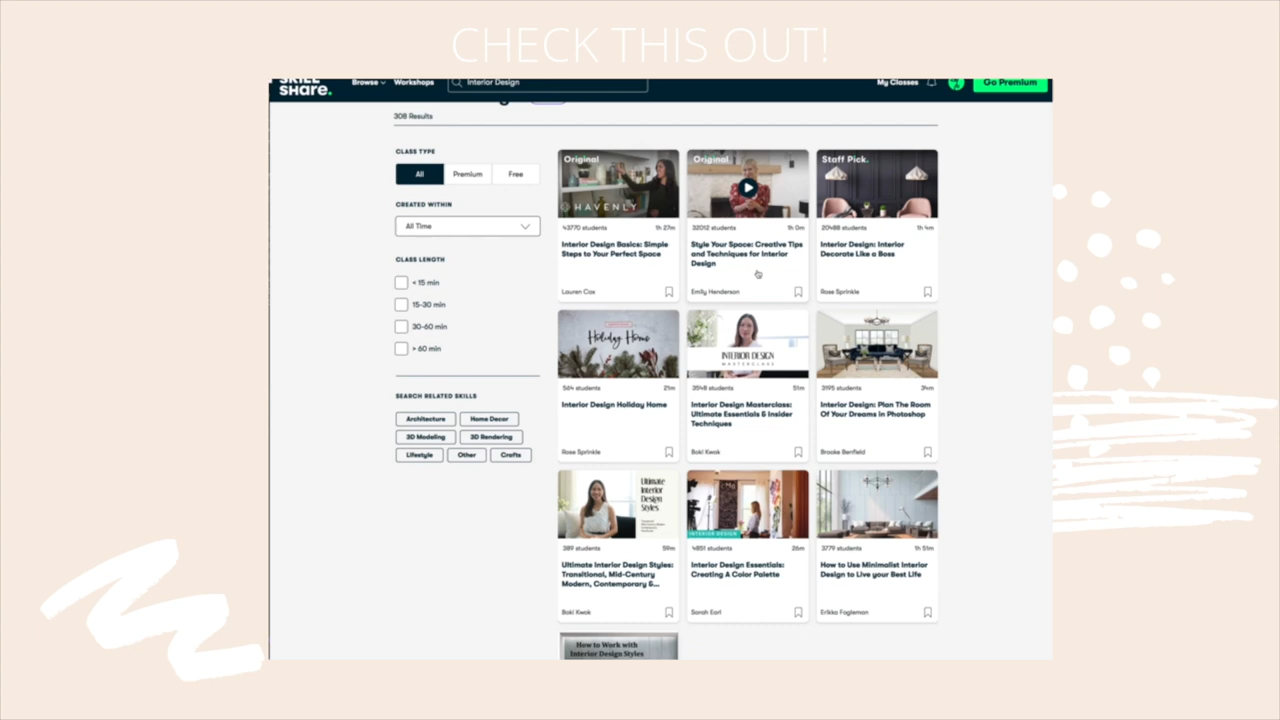 CHECK THIS OUT!
SKILL
SHare.
Browse
Workshops
Interior Design
My Classes
Go Premium
308 Results
CLASS TYPE
All
Premium
Free
CREATED WITHIN
All Time
CLASS LENGTH
< 15 min
15-30 min
30-60 min
> 60 min
SEARCH RELATED SKILLS
Architecture
Home Decor
3D Modeling
3D Rendering
Lifestyle
Other
Crafts
Original
HAVENLY
43770 students
1h 27m
Interior Design Basics: Simple
Steps to Your Perfect Space
Lauren Cox
Original
32012 students
1h 0m
Style Your Space: Creative Tips
and Techniques for Interior
Design
Emily Henderson
Staff Pick.
20488 students
1h 4m
Interior Design: Interior
Decorate Like a Boss
Rose Sprinkle
Holiday Home
564 students
21m
Interior Design Holiday Home
Rose Sprinkle
INTERIOR DESIGN
MASTERCLASS
3548 students
51m
Interior Design Masterclass:
Ultimate Essentials & Insider
Techniques
Boki Kwak
3195 students
34m
Interior Design: Plan The Room
Of Your Dreams in Photoshop
Brooke Benfield
Ultimate
Interior
Design
Styles
389 students
59m
Ultimate Interior Design Styles:
Transitional, Mid-Century
Modern, Contemporary &...
Boki Kwak
INTERIOR DESIGN
4851 students
26m
Interior Design Essentials:
Creating A Color Palette
Sarah Earl
3779 students
1h 51m
How to Use Minimalist Interior
Design to Live your Best Life
Erikka Fogleman
How to Work with
Interior Design Styles